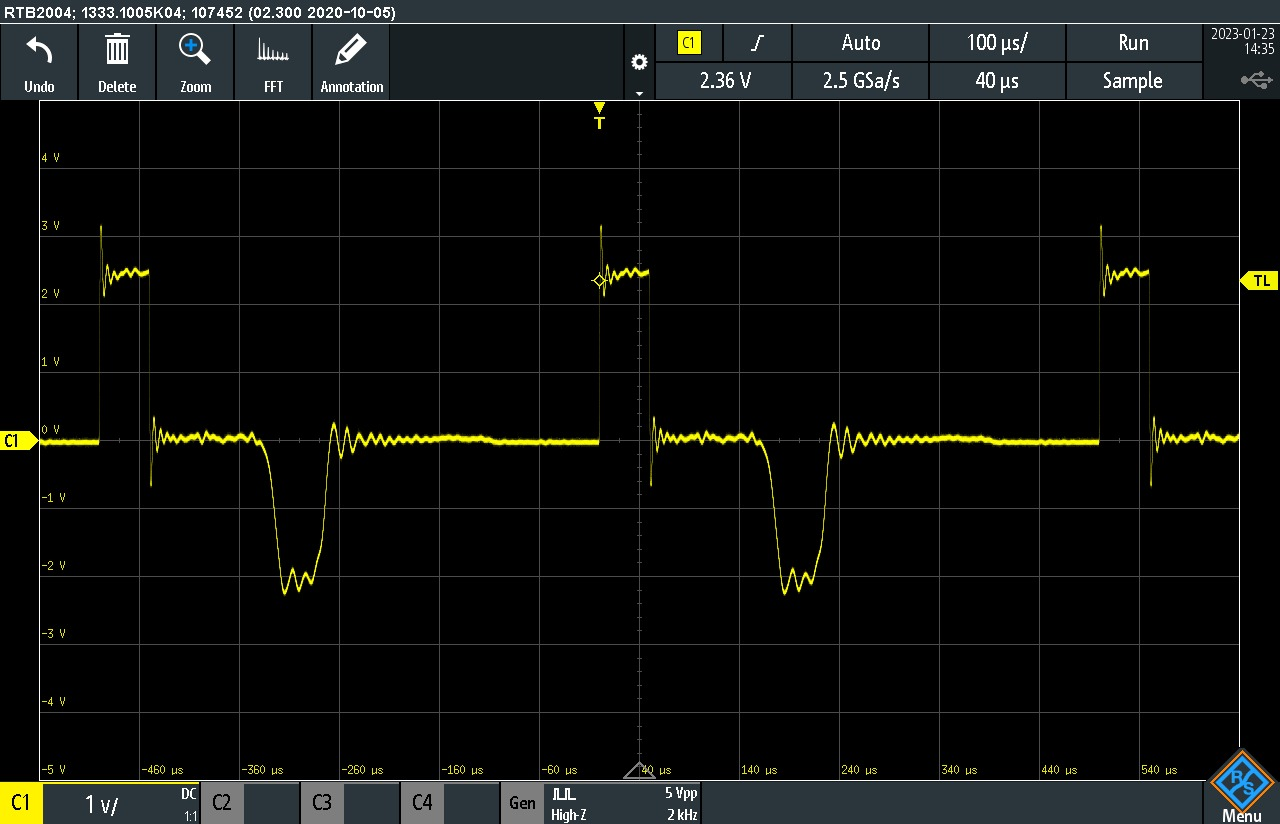 RTB2004; 1333.1005K04; 107452 (02.300 2020-10-05)
Undo
Delete
Zoom
FFT
Annotation
C1
Auto
100 µs/
Run
2.36 V
2.5 GSa/s
40 µs
Sample
2023-01-23
14:35
T
4 V
3 V
2 V
1 V
0 V
-1 V
-2 V
-3 V
-4 V
-5 V
C1
TL
-460 µs
-360 µs
-260 µs
-160 µs
-60 µs
40 µs
140 µs
240 µs
340 µs
440 µs
540 µs
C1
1 V/
DC
1:1
C2
C3
C4
Gen
High-Z
5 Vpp
2 kHz
R S
Menu